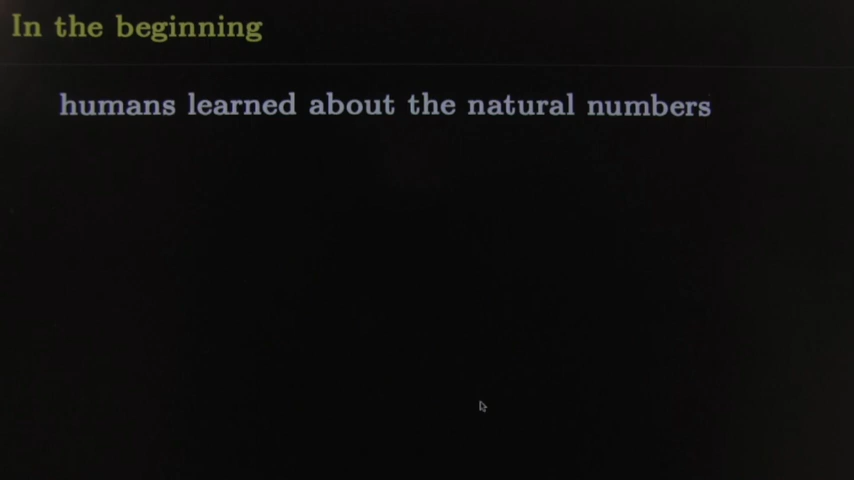 In the beginning
humans learned about the natural numbers